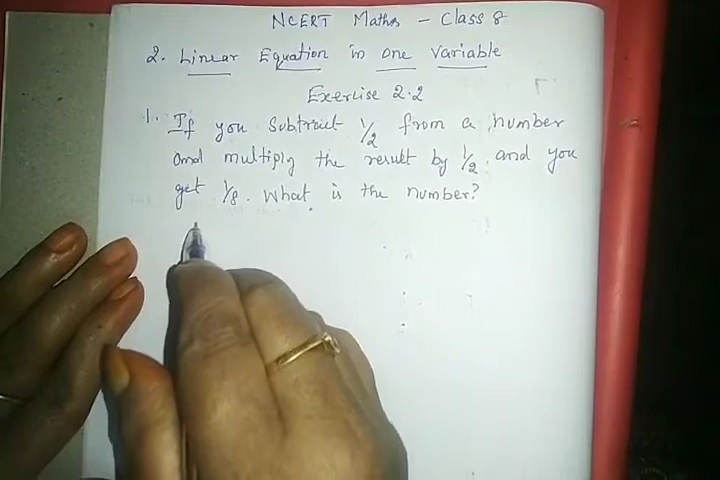 NCERT Maths - Class 8
2. Linear Equation in one Variable
Exercise 2.2
1. If you subtract 1/2 from a number
and multiply the result by 1/2 and you
get 1/8. What is the number?